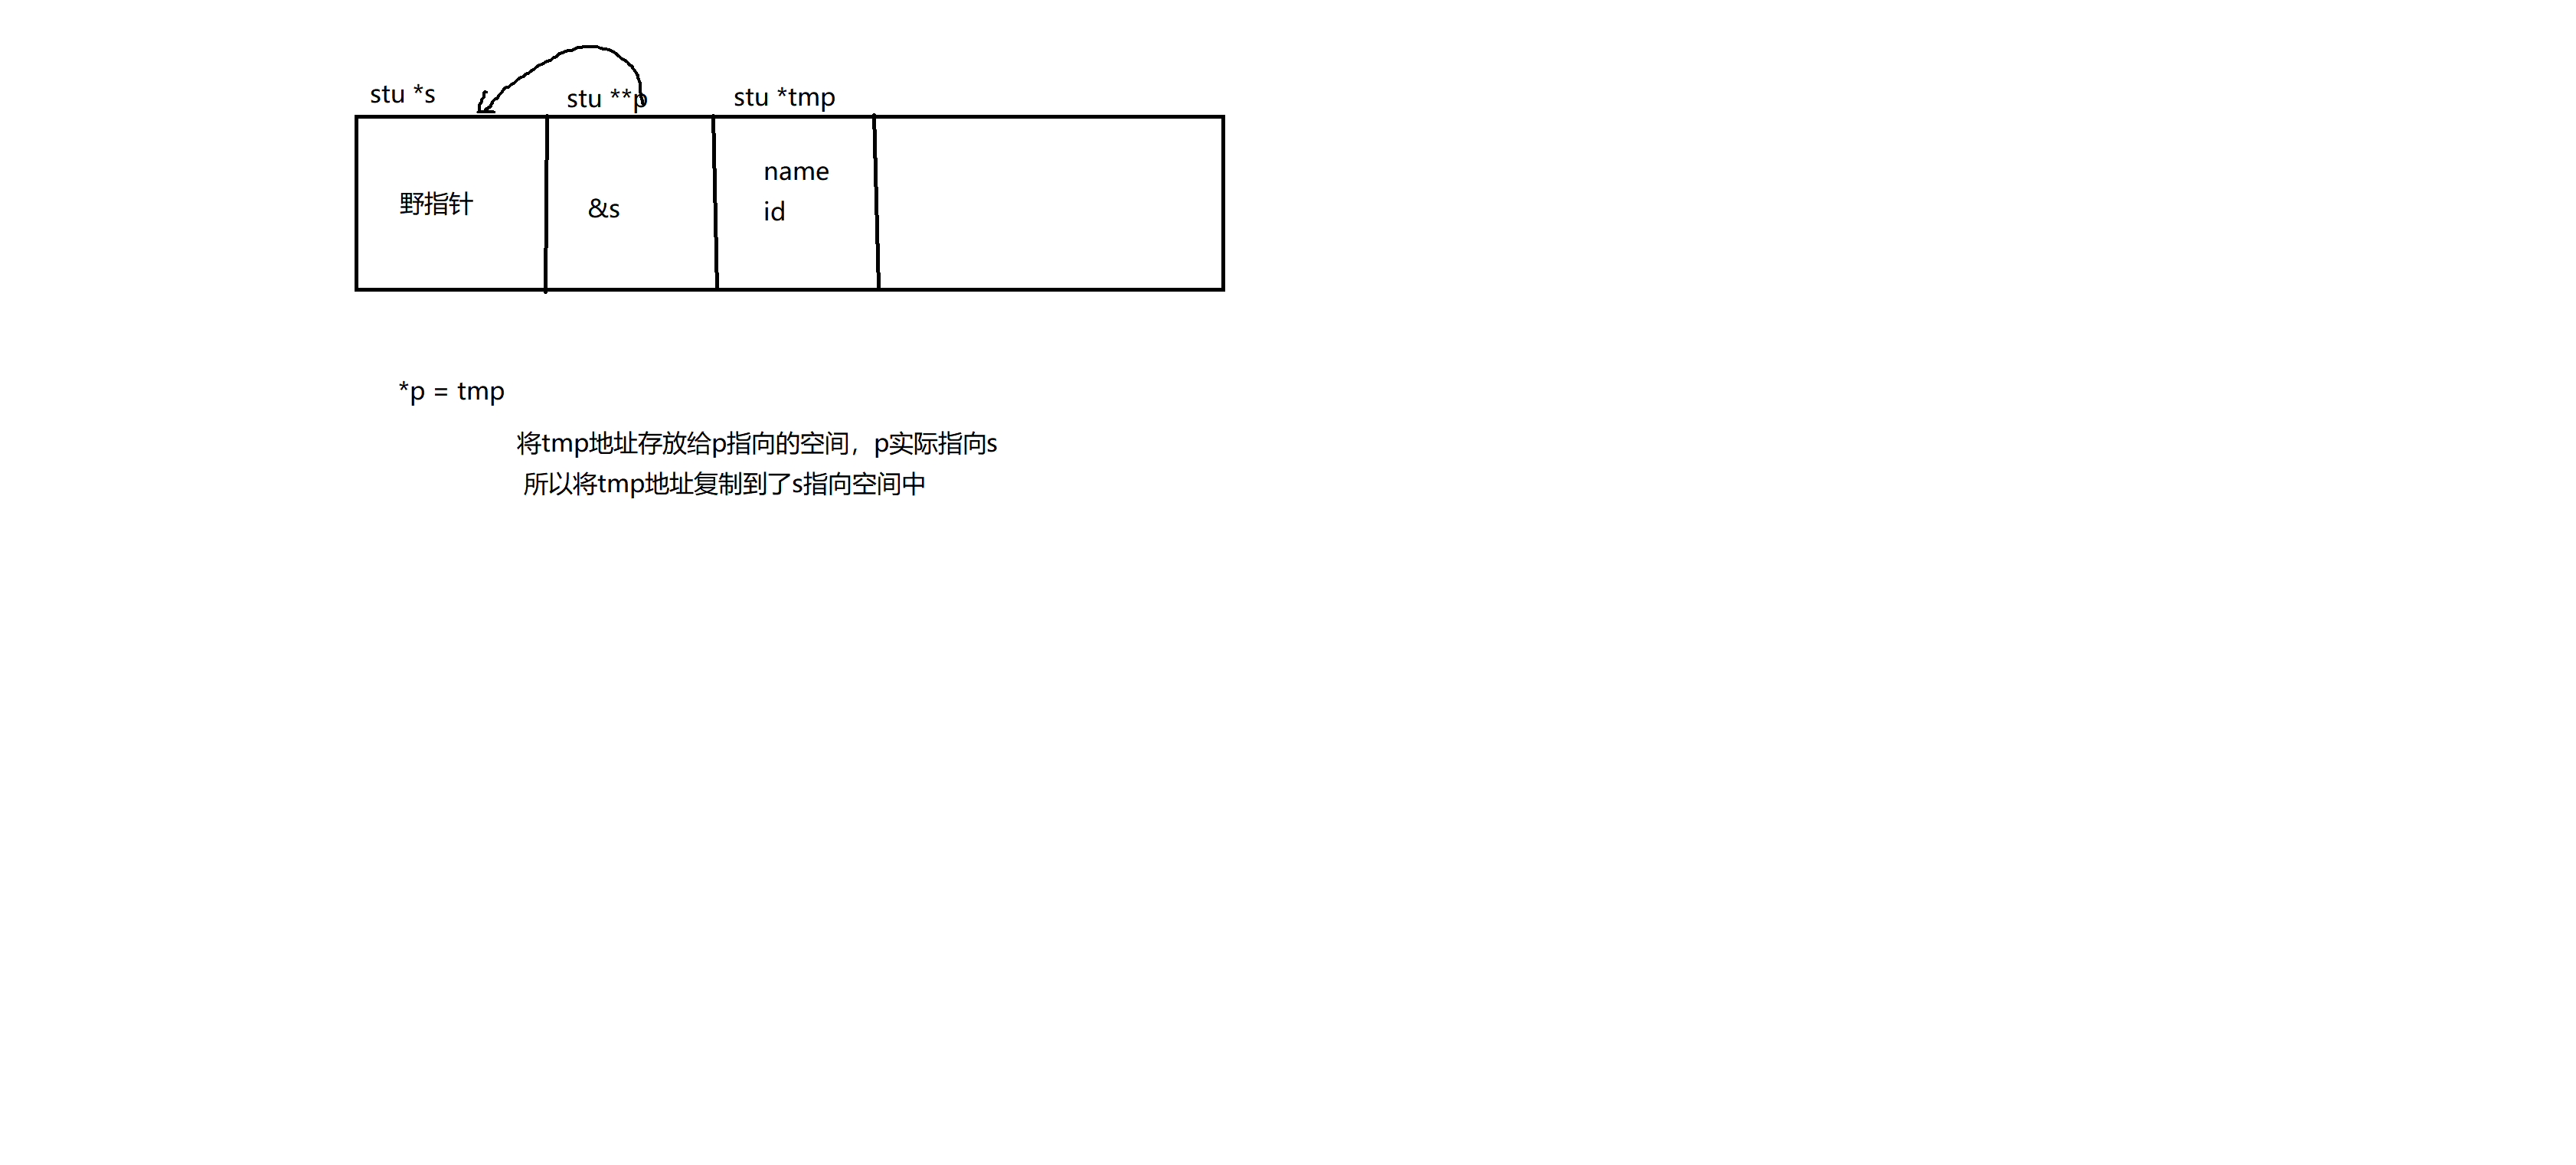 stu *s
stu **p
stu *tmp
野指针
&s
name
id
*p = tmp
将tmp地址存放给p指向的空间，p实际指向s
所以将tmp地址复制到了s指向空间中